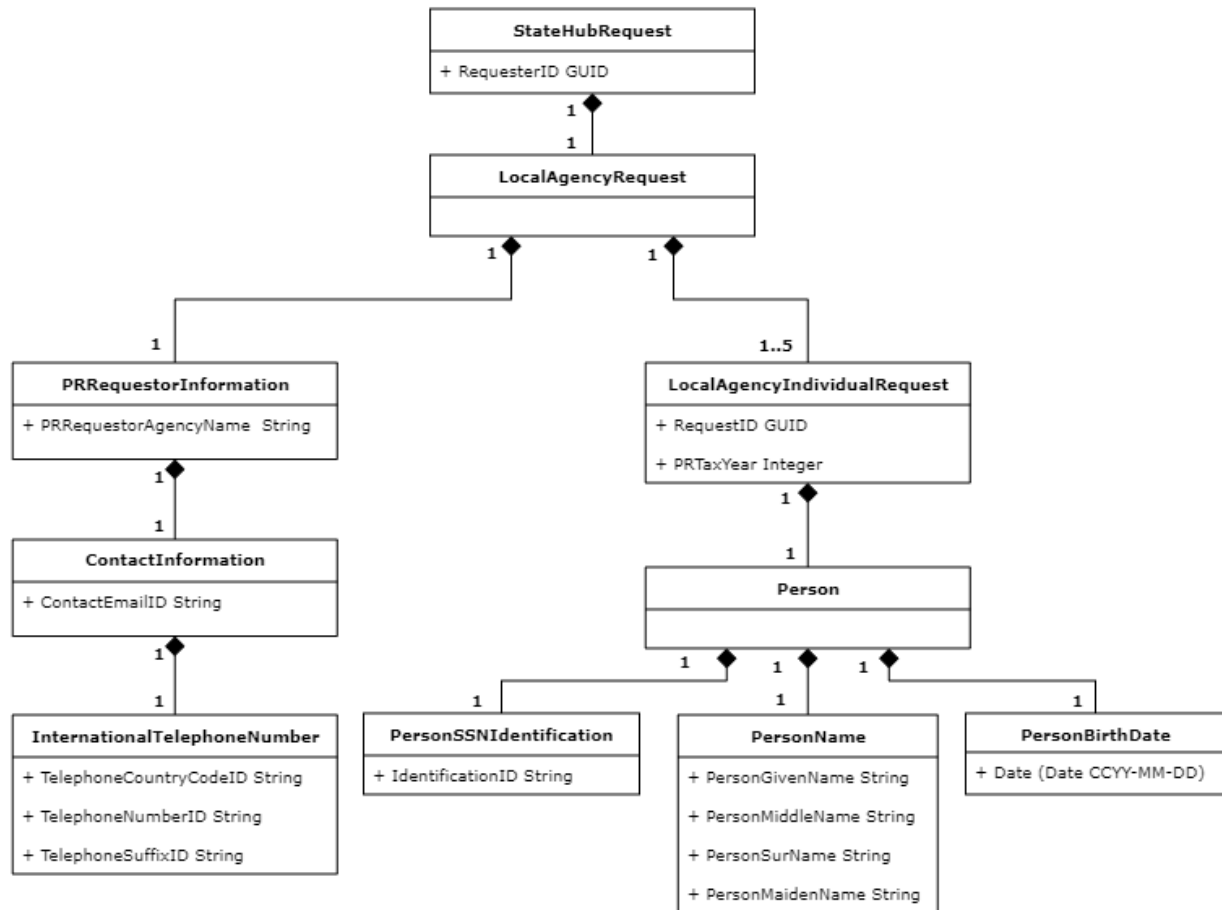 StateHubRequest
+ RequesterID GUID
1
1
LocalAgencyRequest
1
1
1
1..5
PRRequestorInformation
+ PRRequestorAgencyName  String
LocalAgencyIndividualRequest
+ RequestID GUID
+ PRTaxYear Integer
1
1
1
1
ContactInformation
+ ContactEmailID String
Person
1
1
1
1
1
1
1
1
InternationalTelephoneNumber
+ TelephoneCountryCodeID String
+ TelephoneNumberID String
+ TelephoneSuffixID String
PersonSSNIdentification
+ IdentificationID String
PersonName
+ PersonGivenName String
+ PersonMiddleName String
+ PersonSurName String
+ PersonMaidenName String
PersonBirthDate
+ Date (Date CCYY-MM-DD)